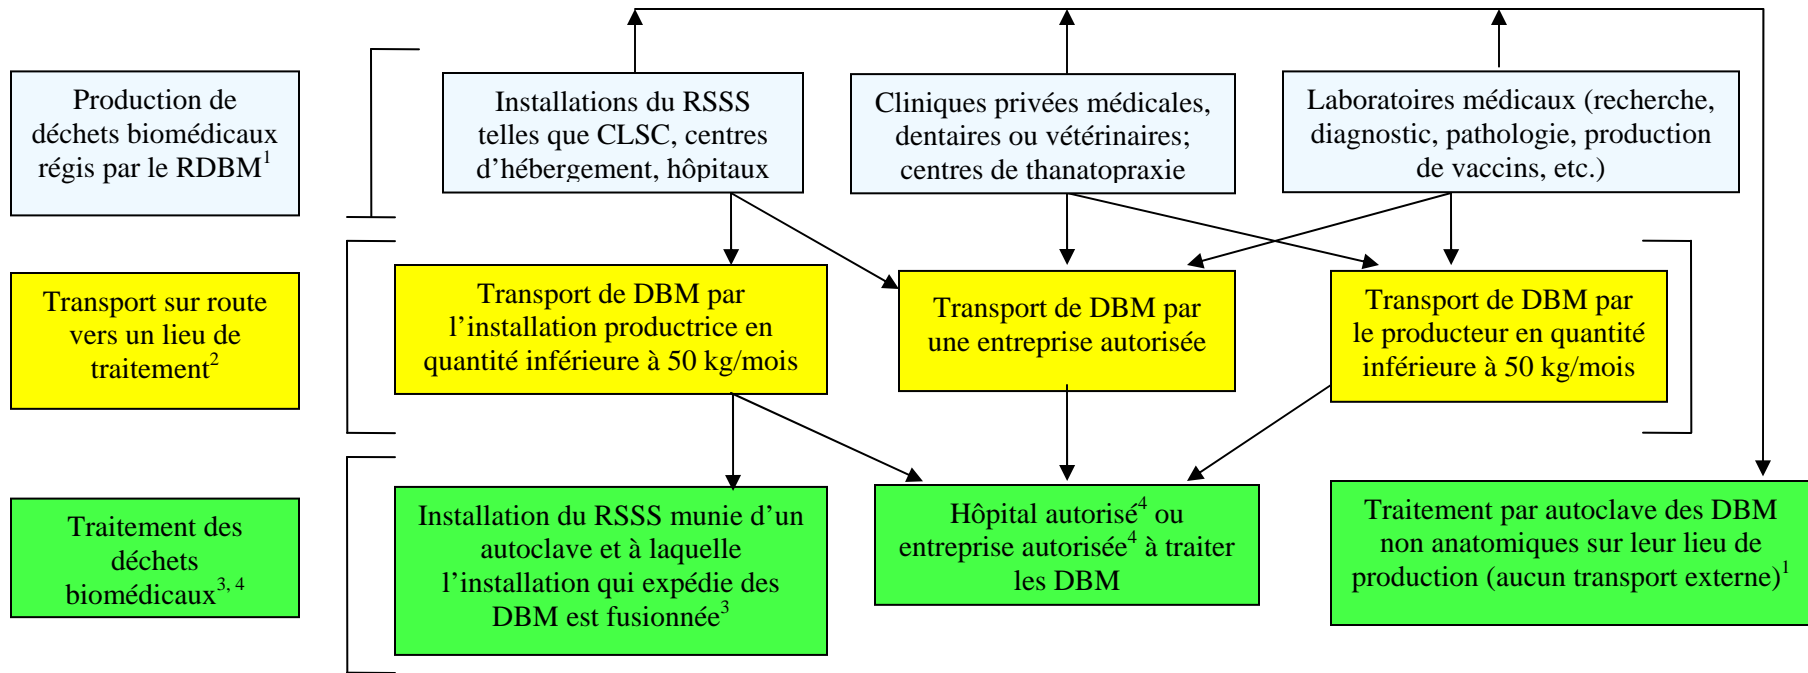 Production de
déchets biomédicaux
régis par le RDBM1
Installations du RSSS
telles que CLSC, centres
d’hébergement, hôpitaux
Cliniques privées médicales,
dentaires ou vétérinaires;
centres de thanatopraxie
Laboratoires médicaux (recherche,
diagnostic, pathologie, production
de vaccins, etc.)
Transport sur route
vers un lieu de
traitement2
Transport de DBM par
l’installation productrice en
quantité inférieure à 50 kg/mois
Transport de DBM par
une entreprise autorisée
Transport de DBM par
le producteur en quantité
inférieure à 50 kg/mois
Traitement des
déchets
biomédicaux3, 4
Installation du RSSS munie d’un
autoclave et à laquelle
l’installation qui expédie des
DBM est fusionnée3
Hôpital autorisé4 ou
entreprise autorisée4 à traiter
les DBM
Traitement par autoclave des DBM
non anatomiques sur leur lieu de
production (aucun transport externe)1